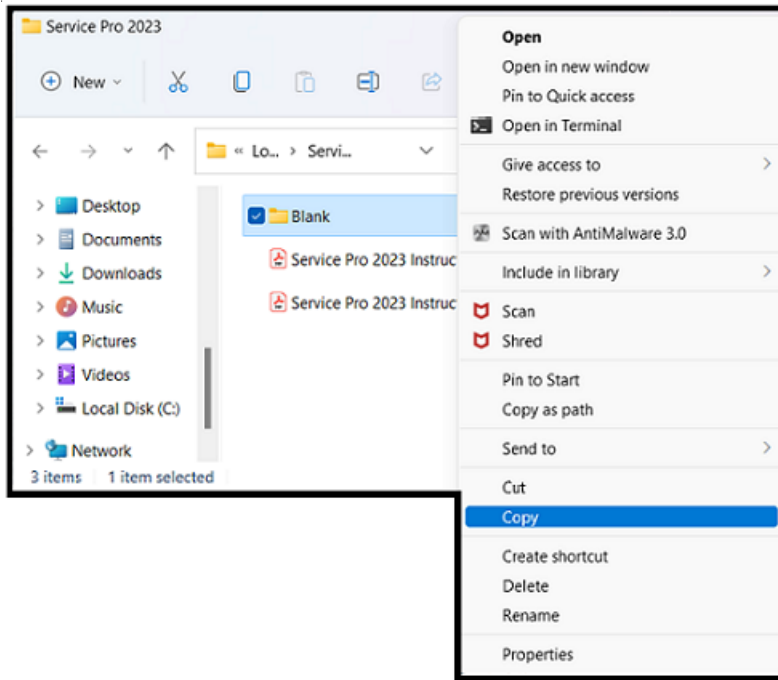 Service Pro 2023
New
« Lo... > Servi...
Desktop
Documents
Downloads
Music
Pictures
Videos
Local Disk (C:)
Network
3 items 1 item selected
Blank
Service Pro 2023 Instruc
Service Pro 2023 Instruc
Open
Open in new window
Pin to Quick access
Open in Terminal
Give access to
Restore previous versions
Scan with AntiMalware 3.0
Include in library
Scan
Shred
Pin to Start
Copy as path
Send to
Cut
Copy
Create shortcut
Delete
Rename
Properties